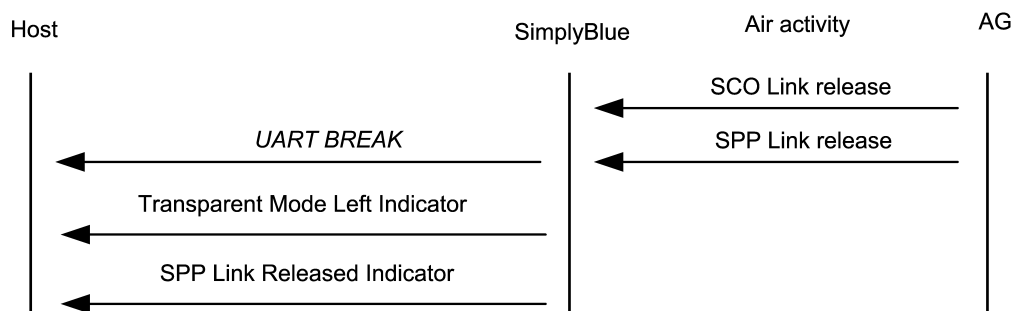 Host
SimplyBlue
Air activity
AG
SCO Link release
UART BREAK
SPP Link release
Transparent Mode Left Indicator
SPP Link Released Indicator